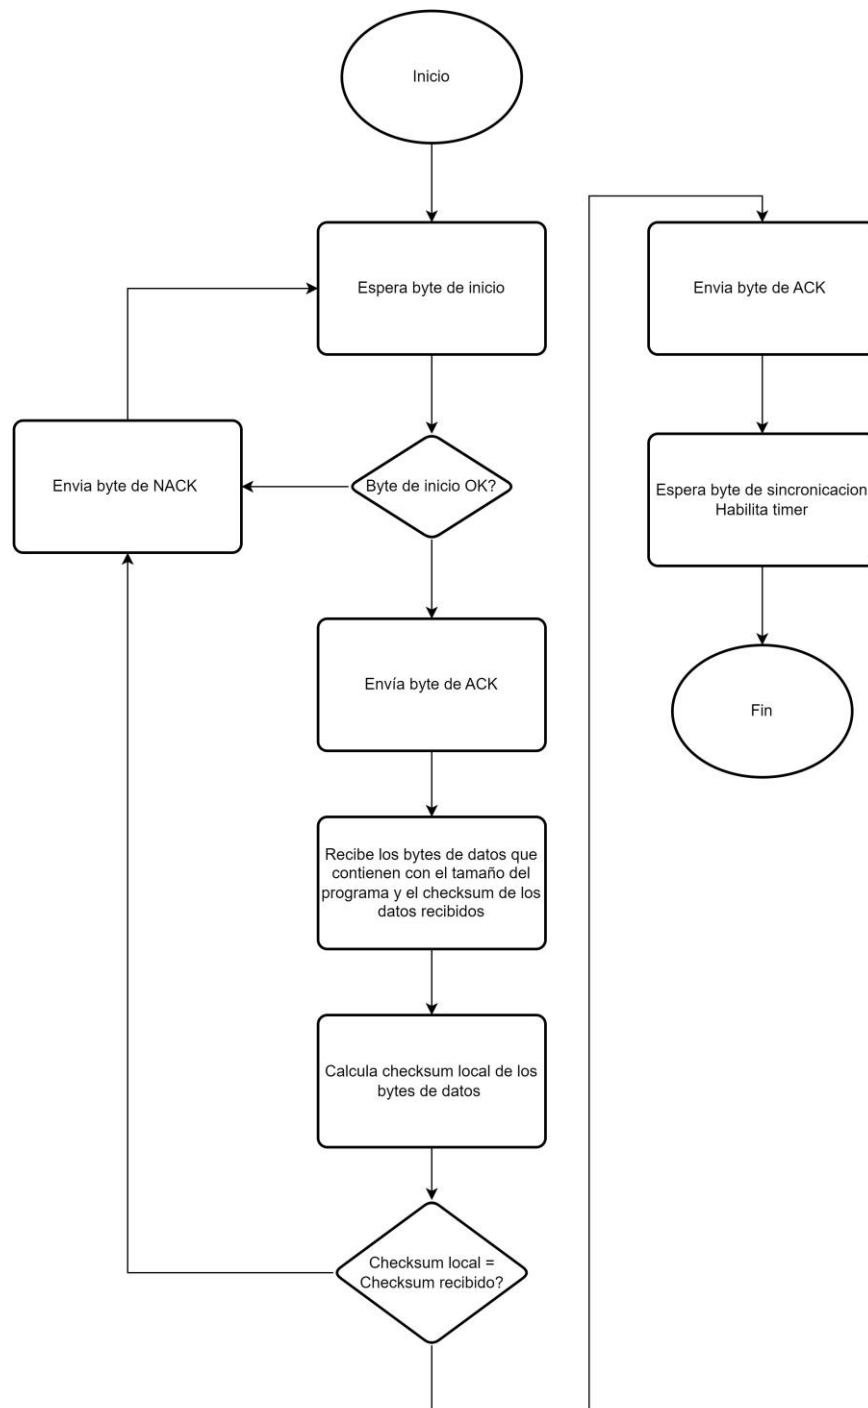 Inicio
Espera byte de inicio
Byte de inicio OK?
Envia byte de NACK
Envía byte de ACK
Recibe los bytes de datos que
contienen con el tamaño del
programa y el checksum de los
datos recibidos
Calcula checksum local de los
bytes de datos
Checksum local =
Checksum recibido?
Envia byte de ACK
Espera byte de sincronicacion
Habilita timer
Fin